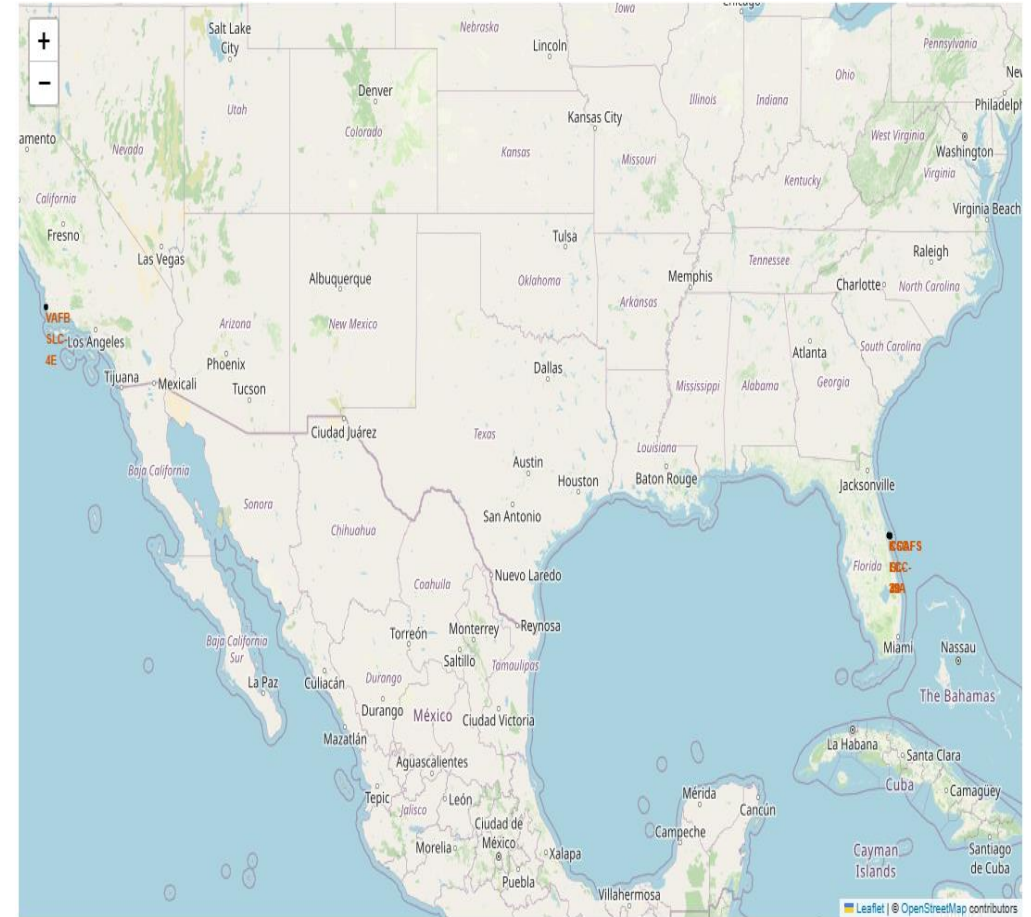 +
−
Salt Lake
City
Nebraska
Iowa
Lincoln
Pennsylvania
Denver
Utah
Colorado
Nevada
Illinois
Indiana
Ohio
Kansas City
Philadelph
amento
Kansas
Missouri
West Virginia
Washington
Kentucky
Virginia
California
Virginia Beach
Fresno
Las Vegas
Tulsa
Raleigh
Albuquerque
Oklahoma
Memphis
Tennessee
Charlotte
North Carolina
Arkansas
VAFB
SLC-
4E
Los Angeles
Arizona
New Mexico
South Carolina
Phoenix
Atlanta
Tijuana
Mexicali
Tucson
Dallas
Mississippi
Alabama
Georgia
Ciudad Juárez
Texas
Louisiana
Baja California
Austin
Houston
Baton Rouge
Jacksonville
Sonora
San Antonio
Chihuahua
Florida
Coahuila
Nuevo Laredo
Torreón
Monterrey
Reynosa
Baja California
Sur
Saltillo
Tamaulipas
Miami
Nassau
La Paz
Culiacán
Durango
The Bahamas
Durango
México
Ciudad Victoria
Mazatlán
La Habana
Santa Clara
Aguascalientes
Cuba
Camagüey
Tepic
León
Mérida
Cancún
Jalisco
Ciudad de
México
Campeche
Morelia
Xalapa
Cayman
Islands
Santiago
de Cuba
Puebla
Villahermosa
Leaflet | © OpenStreetMap contributors